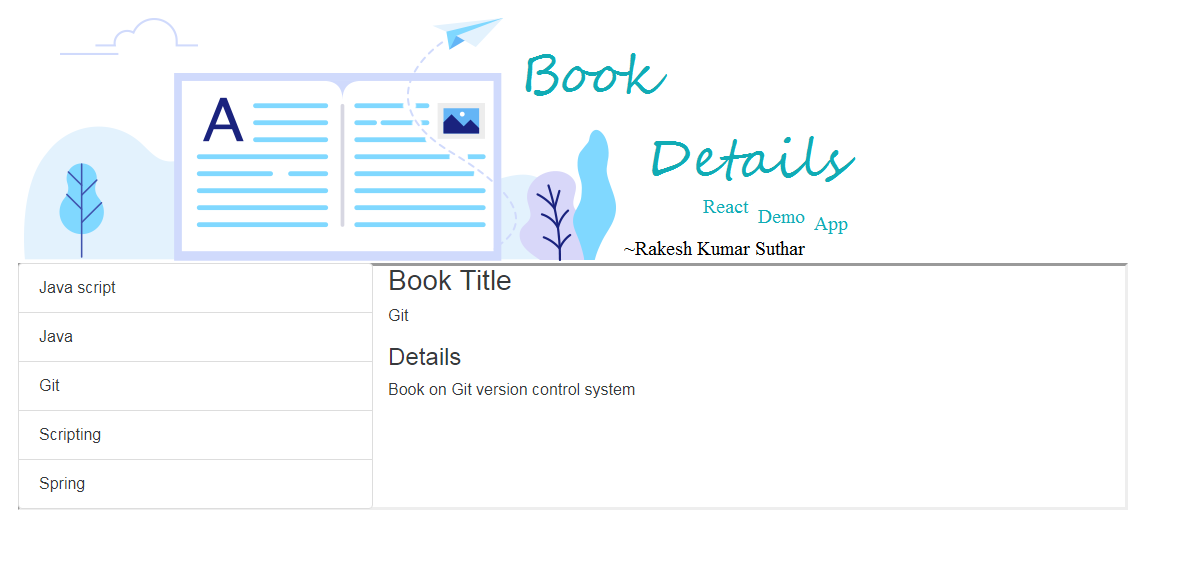 A
Book
Details
React Demo App
~Rakesh Kumar Suthar
Java script
Java
Git
Scripting
Spring
Book Title
Git
Details
Book on Git version control system